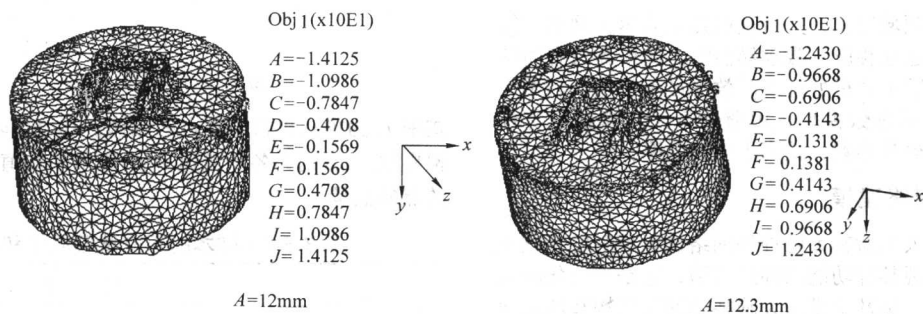 Obj 1(x10E1)
A=−1.4125
B=−1.0986
C=−0.7847
D=−0.4708
E=−0.1569
F=0.1569
G=0.4708
H=0.7847
I= 1.0986
J= 1.4125
x
y
z
A=12mm
Obj 1(x10E1)
A=−1.2430
B=−0.9668
C=−0.6906
D=−0.4143
E=−0.1318
F=0.1381
G=0.4143
H=0.6906
I= 0.9668
J= 1.2430
x
y
z
A=12.3mm